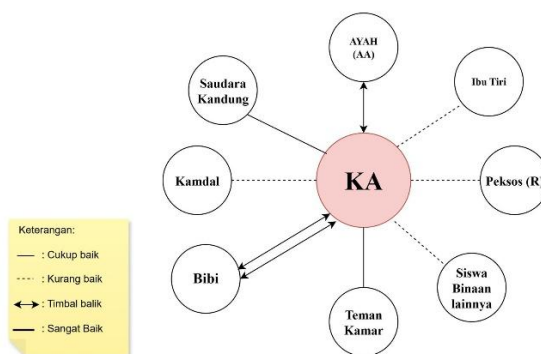 AYAH
(AA)
Saudara
Kandung
Ibu Tiri
Kamdal
KA
Peksos (R)
Bibi
Siswa
Binaan
lainnya
Teman
Kamar
Keterangan:
: Cukup baik
: Kurang baik
: Timbal balik
: Sangat Baik